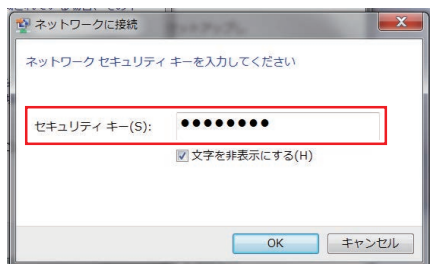 ネットワークに接続
ネットワーク セキュリティ キーを入力してください
セキュリティ キー(S):
●●●●●●●●
文字を非表示にする(H)
OK
キャンセル